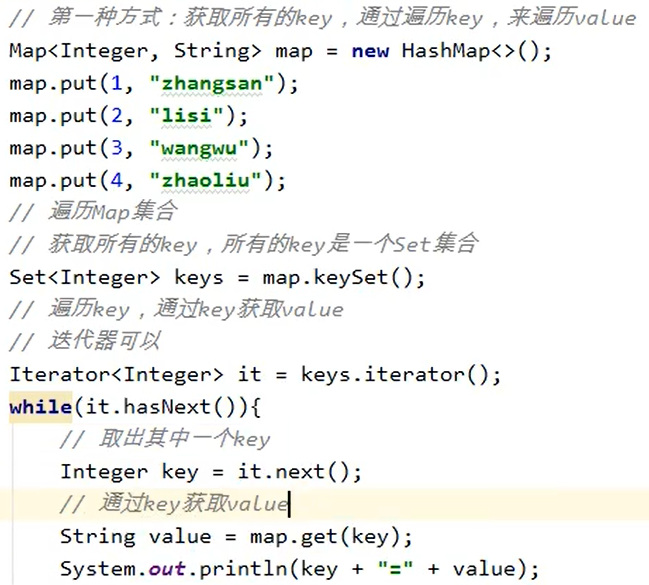 // 第一种方式：获取所有的key，通过遍历key，来遍历value
Map<Integer, String> map = new HashMap<>();
map.put(1, "zhangsan");
map.put(2, "lisi");
map.put(3, "wangwu");
map.put(4, "zhaoliu");
// 遍历Map集合
// 获取所有的key，所有的key是一个Set集合
Set<Integer> keys = map.keySet();
// 遍历key，通过key获取value
// 迭代器可以
Iterator<Integer> it = keys.iterator();
while(it.hasNext()){
    // 取出其中一个key
    Integer key = it.next();
    // 通过key获取value
    String value = map.get(key);
    System.out.println(key + "=" + value);